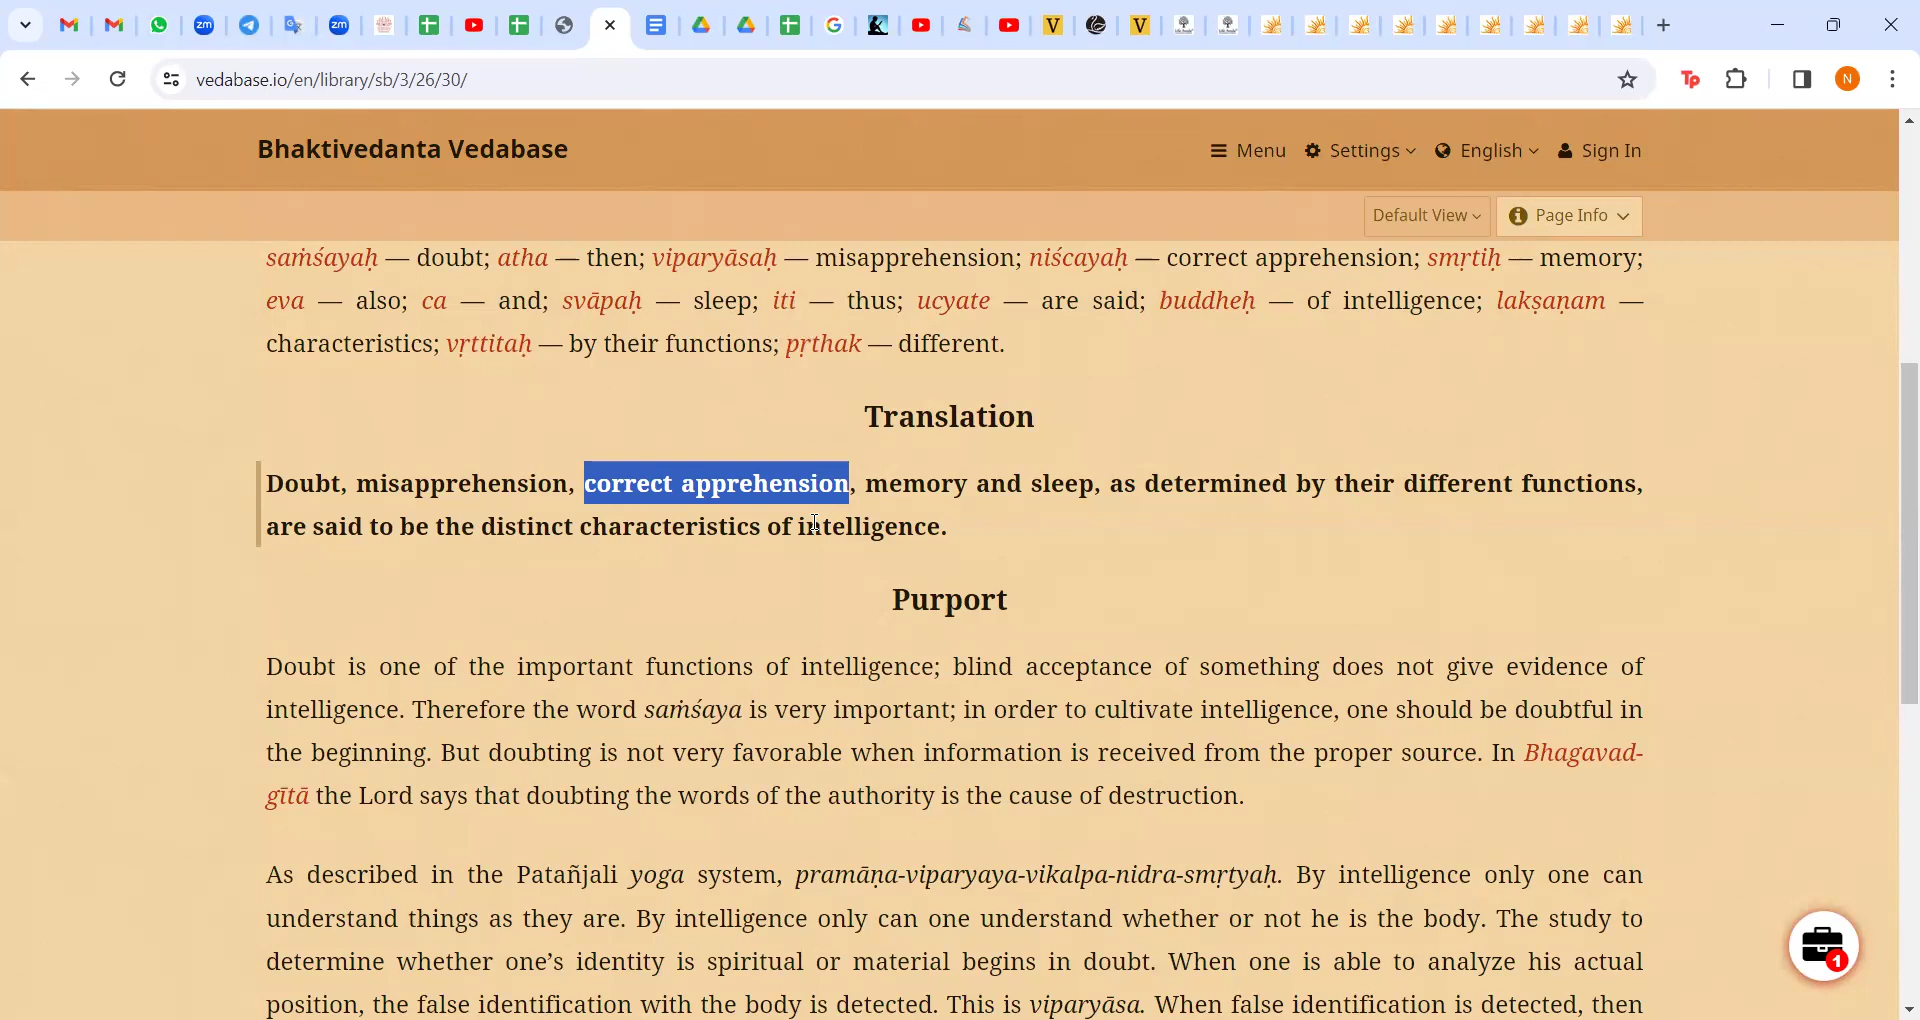 vedabase.io/en/library/sb/3/26/30/
Tp
N
Bhaktivedanta Vedabase
Menu Settings English Sign In
Default View Page Info
saṁśayaḥ — doubt; atha — then; viparyāsaḥ — misapprehension; niścayaḥ — correct apprehension; smṛtiḥ — memory;
eva — also; ca — and; svāpaḥ — sleep; iti — thus; ucyate — are said; buddheḥ — of intelligence; lakṣaṇam —
characteristics; vṛttitaḥ — by their functions; pṛthak — different.
Translation
Doubt, misapprehension, correct apprehension, memory and sleep, as determined by their different functions,
are said to be the distinct characteristics of intelligence.
Purport
Doubt is one of the important functions of intelligence; blind acceptance of something does not give evidence of
intelligence. Therefore the word saṁśaya is very important; in order to cultivate intelligence, one should be doubtful in
the beginning. But doubting is not very favorable when information is received from the proper source. In Bhagavad-
gītā the Lord says that doubting the words of the authority is the cause of destruction.
As described in the Patañjali yoga system, pramāṇa-viparyaya-vikalpa-nidra-smṛtyaḥ. By intelligence only one can
understand things as they are. By intelligence only can one understand whether or not he is the body. The study to
determine whether one’s identity is spiritual or material begins in doubt. When one is able to analyze his actual
position, the false identification with the body is detected. This is viparyāsa. When false identification is detected, then
1